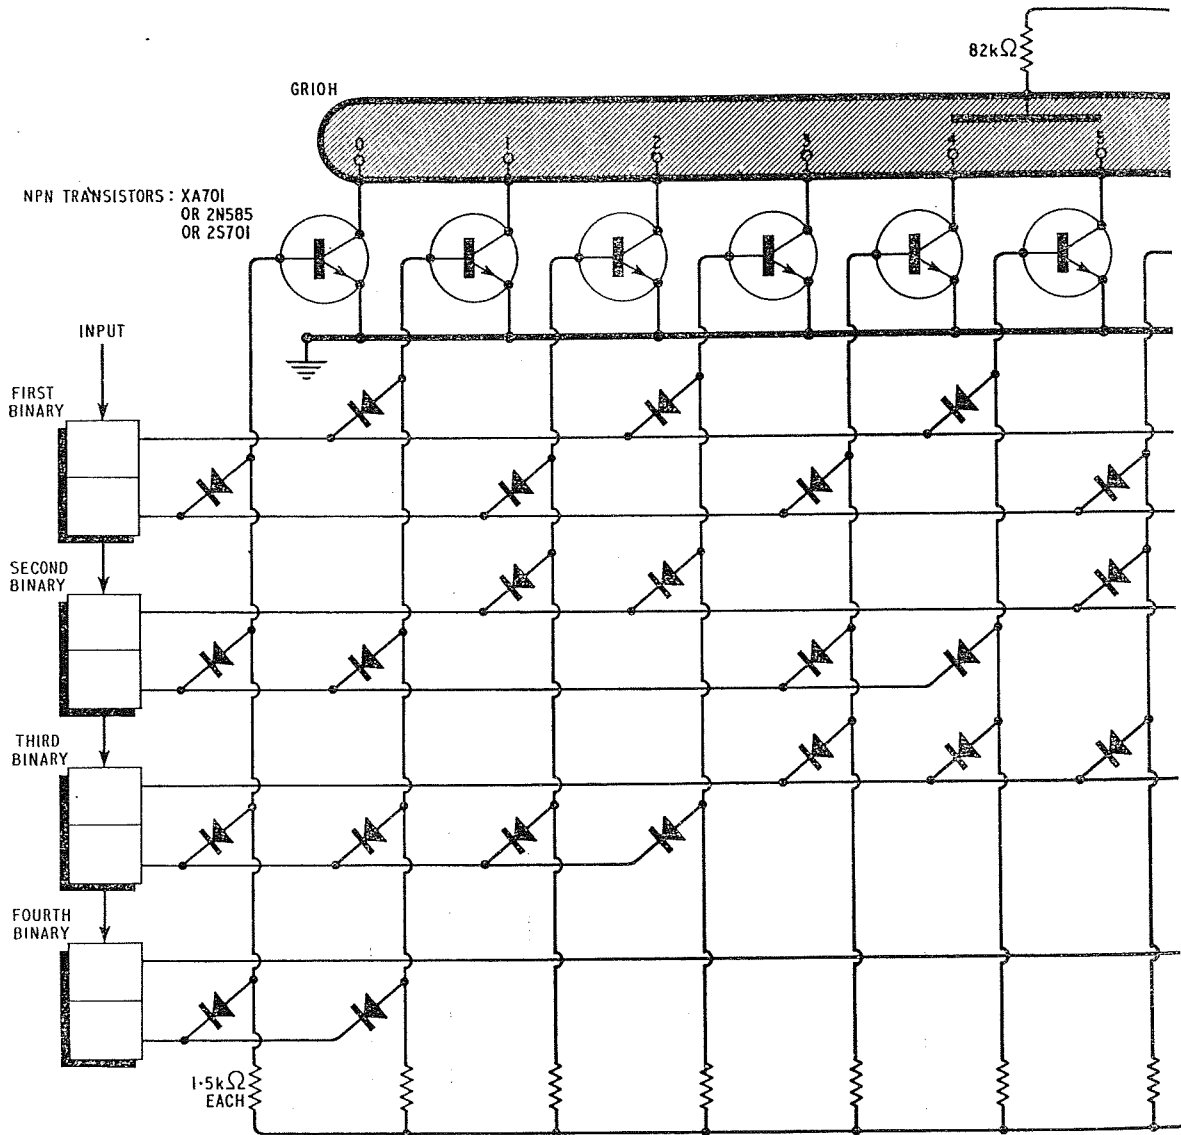 82kΩ
GR10H
0 1 2 3 4 5
NPN TRANSISTORS : XA701
OR 2N585
OR 2S701
INPUT
FIRST
BINARY
SECOND
BINARY
THIRD
BINARY
FOURTH
BINARY
1·5kΩ
EACH